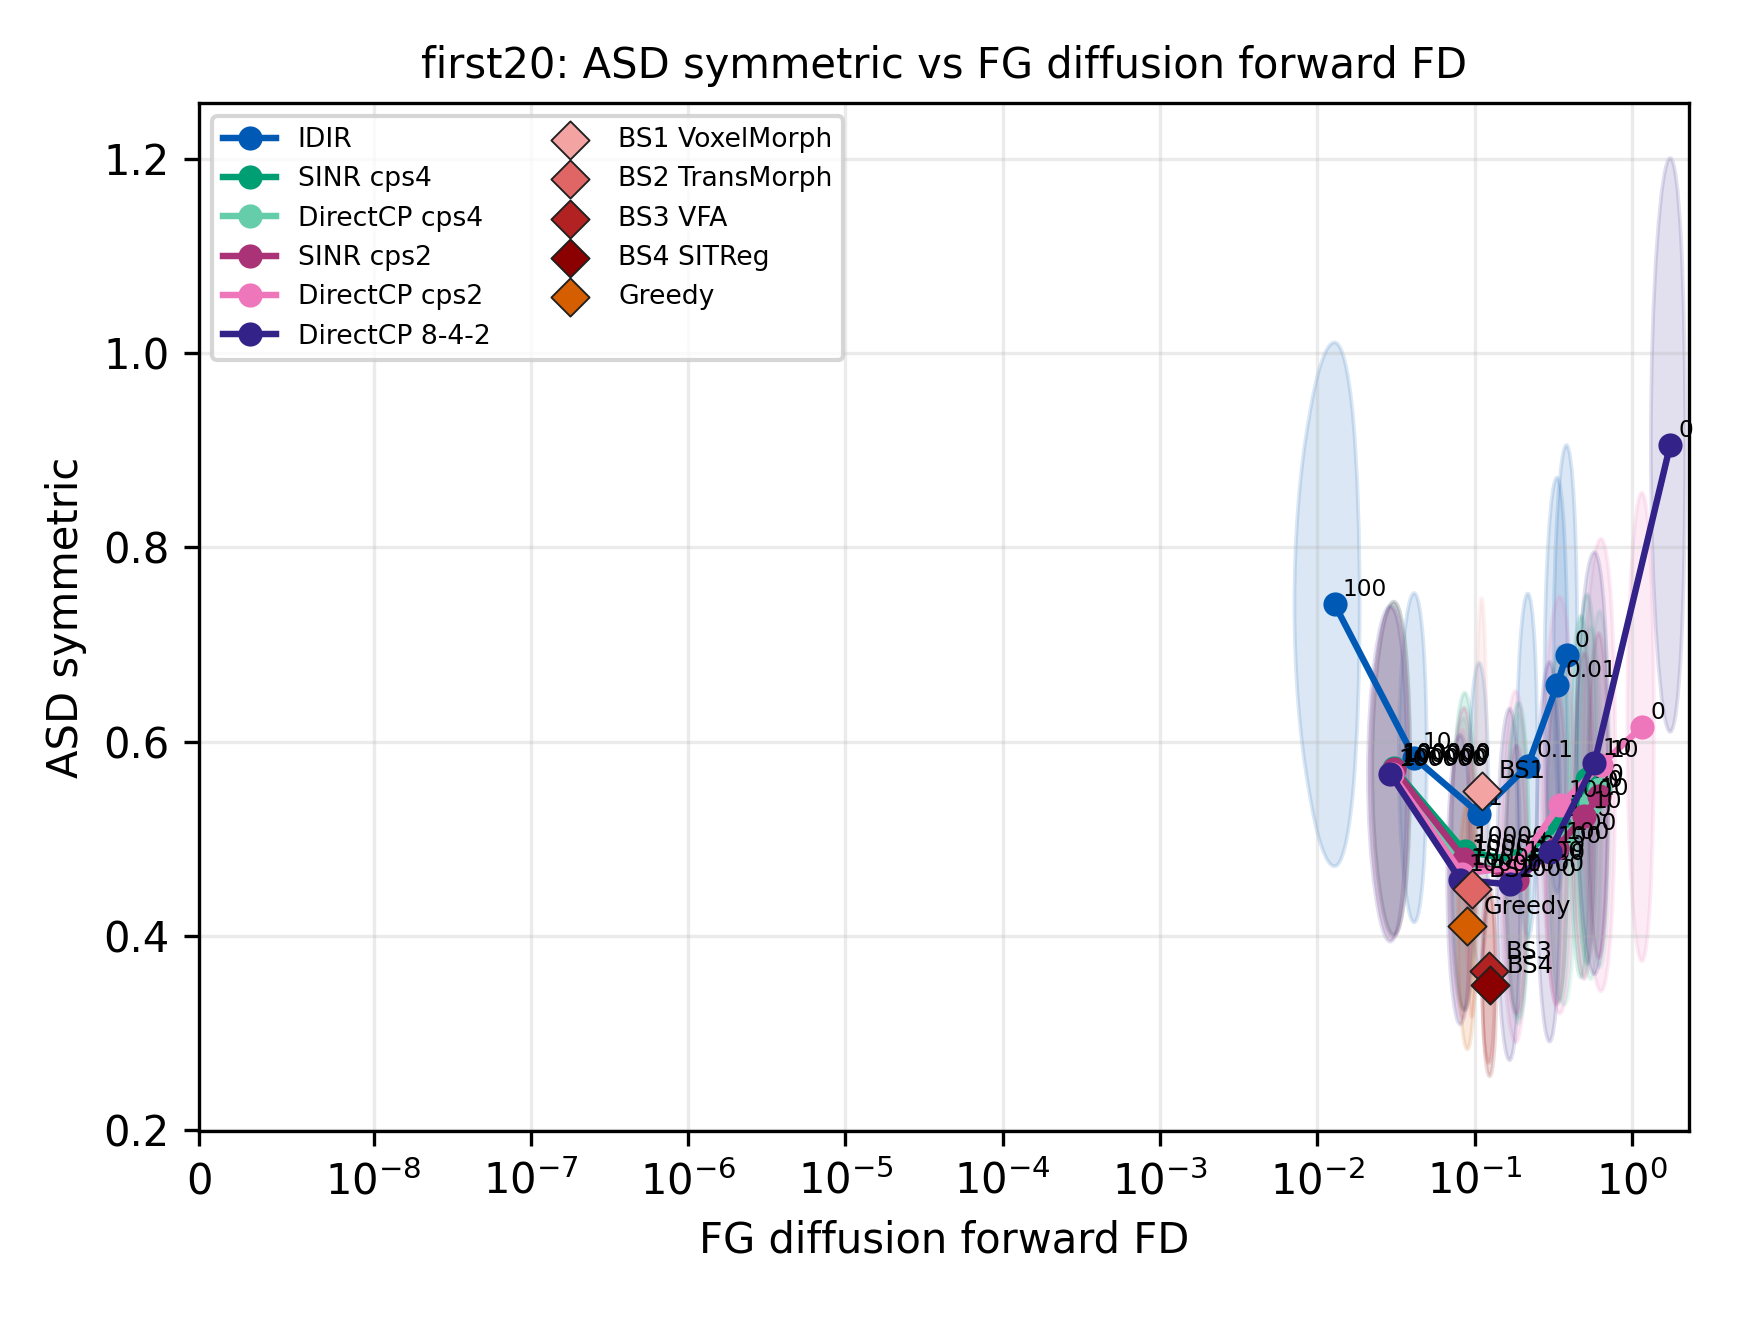 first20: ASD symmetric vs FG diffusion forward FD
IDIR
SINR cps4
DirectCP cps4
SINR cps2
DirectCP cps2
DirectCP 8-4-2
BS1 VoxelMorph
BS2 TransMorph
BS3 VFA
BS4 SITReg
Greedy
ASD symmetric
1.2
1.0
0.8
0.6
0.4
0.2
0
100
0
0.01
0
10
0.1
10
10
BS1
1
Greedy
BS3
BS4
0
10⁻⁸
10⁻⁷
10⁻⁶
10⁻⁵
10⁻⁴
10⁻³
10⁻²
10⁻¹
10⁰
FG diffusion forward FD